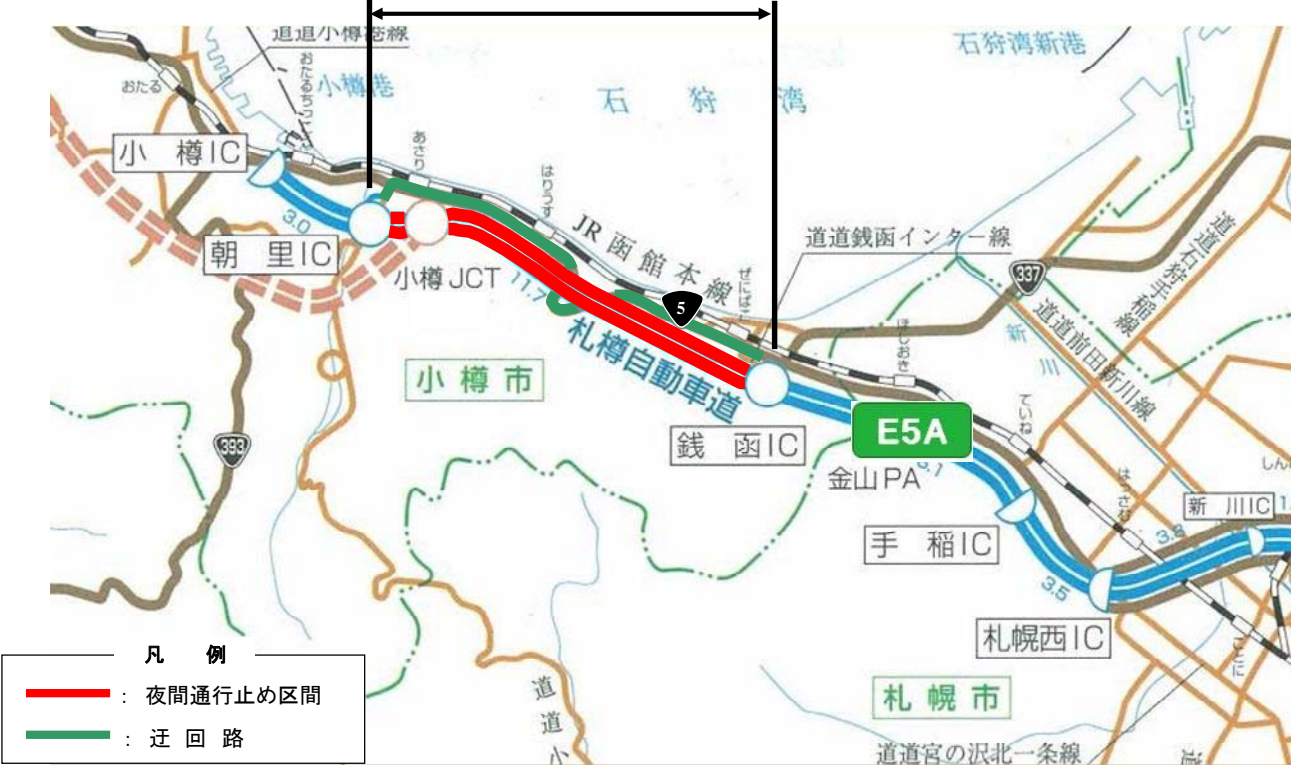 道道小樽港線
石狩湾新港
おたる
おたるちっこう
小樽港
石狩湾
小樽IC
あさり
はりうす
JR函館本線
道道銭函インター線
3.0
朝里IC
小樽JCT
11.7
5
ぜにばこ
337
道道石狩手稲線
道道前田新川線
新川
札樽自動車道
ほしおき
小樽市
銭函IC
E5A
金山PA
ていね
393
はっさむ
新川IC
手稲IC
3.8
3.5
札幌西IC
ことに
凡例
: 夜間通行止め区間
: 迂回路
札幌市
道道宮の沢北一条線
道道小
道